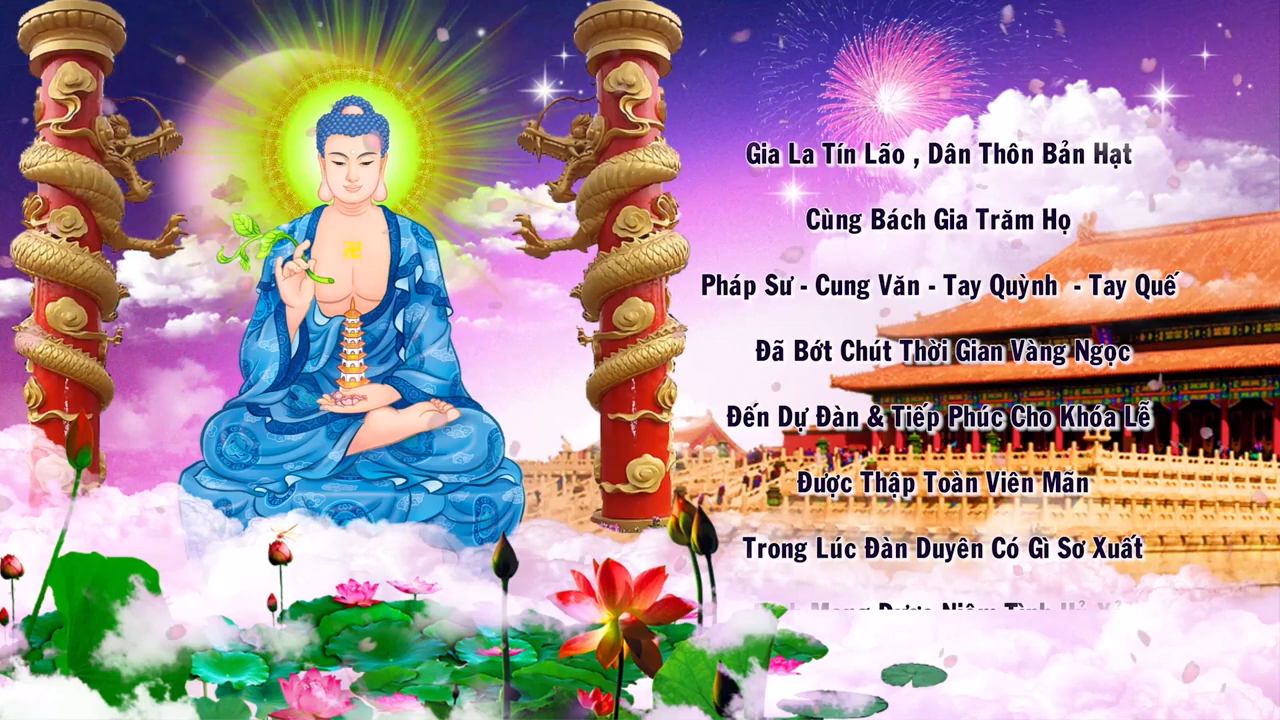 Gia La Tín Lão , Dân Thôn Bản Hạt
Cùng Bách Gia Trăm Họ
Pháp Sư - Cung Văn - Tay Quỳnh - Tay Quế
Đã Bớt Chút Thời Gian Vàng Ngọc
Đến Dự Đàn & Tiếp Phúc Cho Khóa Lễ
Được Thập Toàn Viên Mãn
Trong Lúc Đàn Duyên Có Gì Sơ Xuất